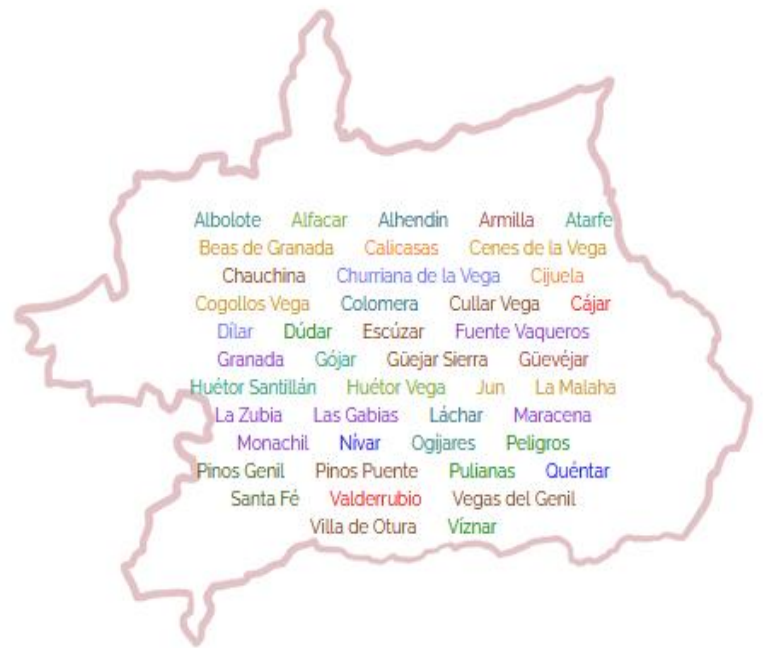 Albolote Alfacar Alhendín Armilla Atarfe
Beas de Granada Calicasas Cenes de la Vega
Chauchina Churriana de la Vega Cijuela
Cogollos Vega Colomera Cullar Vega Cájar
Dílar Dúdar Escúzar Fuente Vaqueros
Granada Gójar Güejar Sierra Güevéjar
Huétor Santillán Huétor Vega Jun La Malaha
La Zubia Las Gabias Láchar Maracena
Monachil Nívar Ogíjares Peligros
Pinos Genil Pinos Puente Pulianas Quéntar
Santa Fé Valderrubio Vegas del Genil
Villa de Otura Víznar